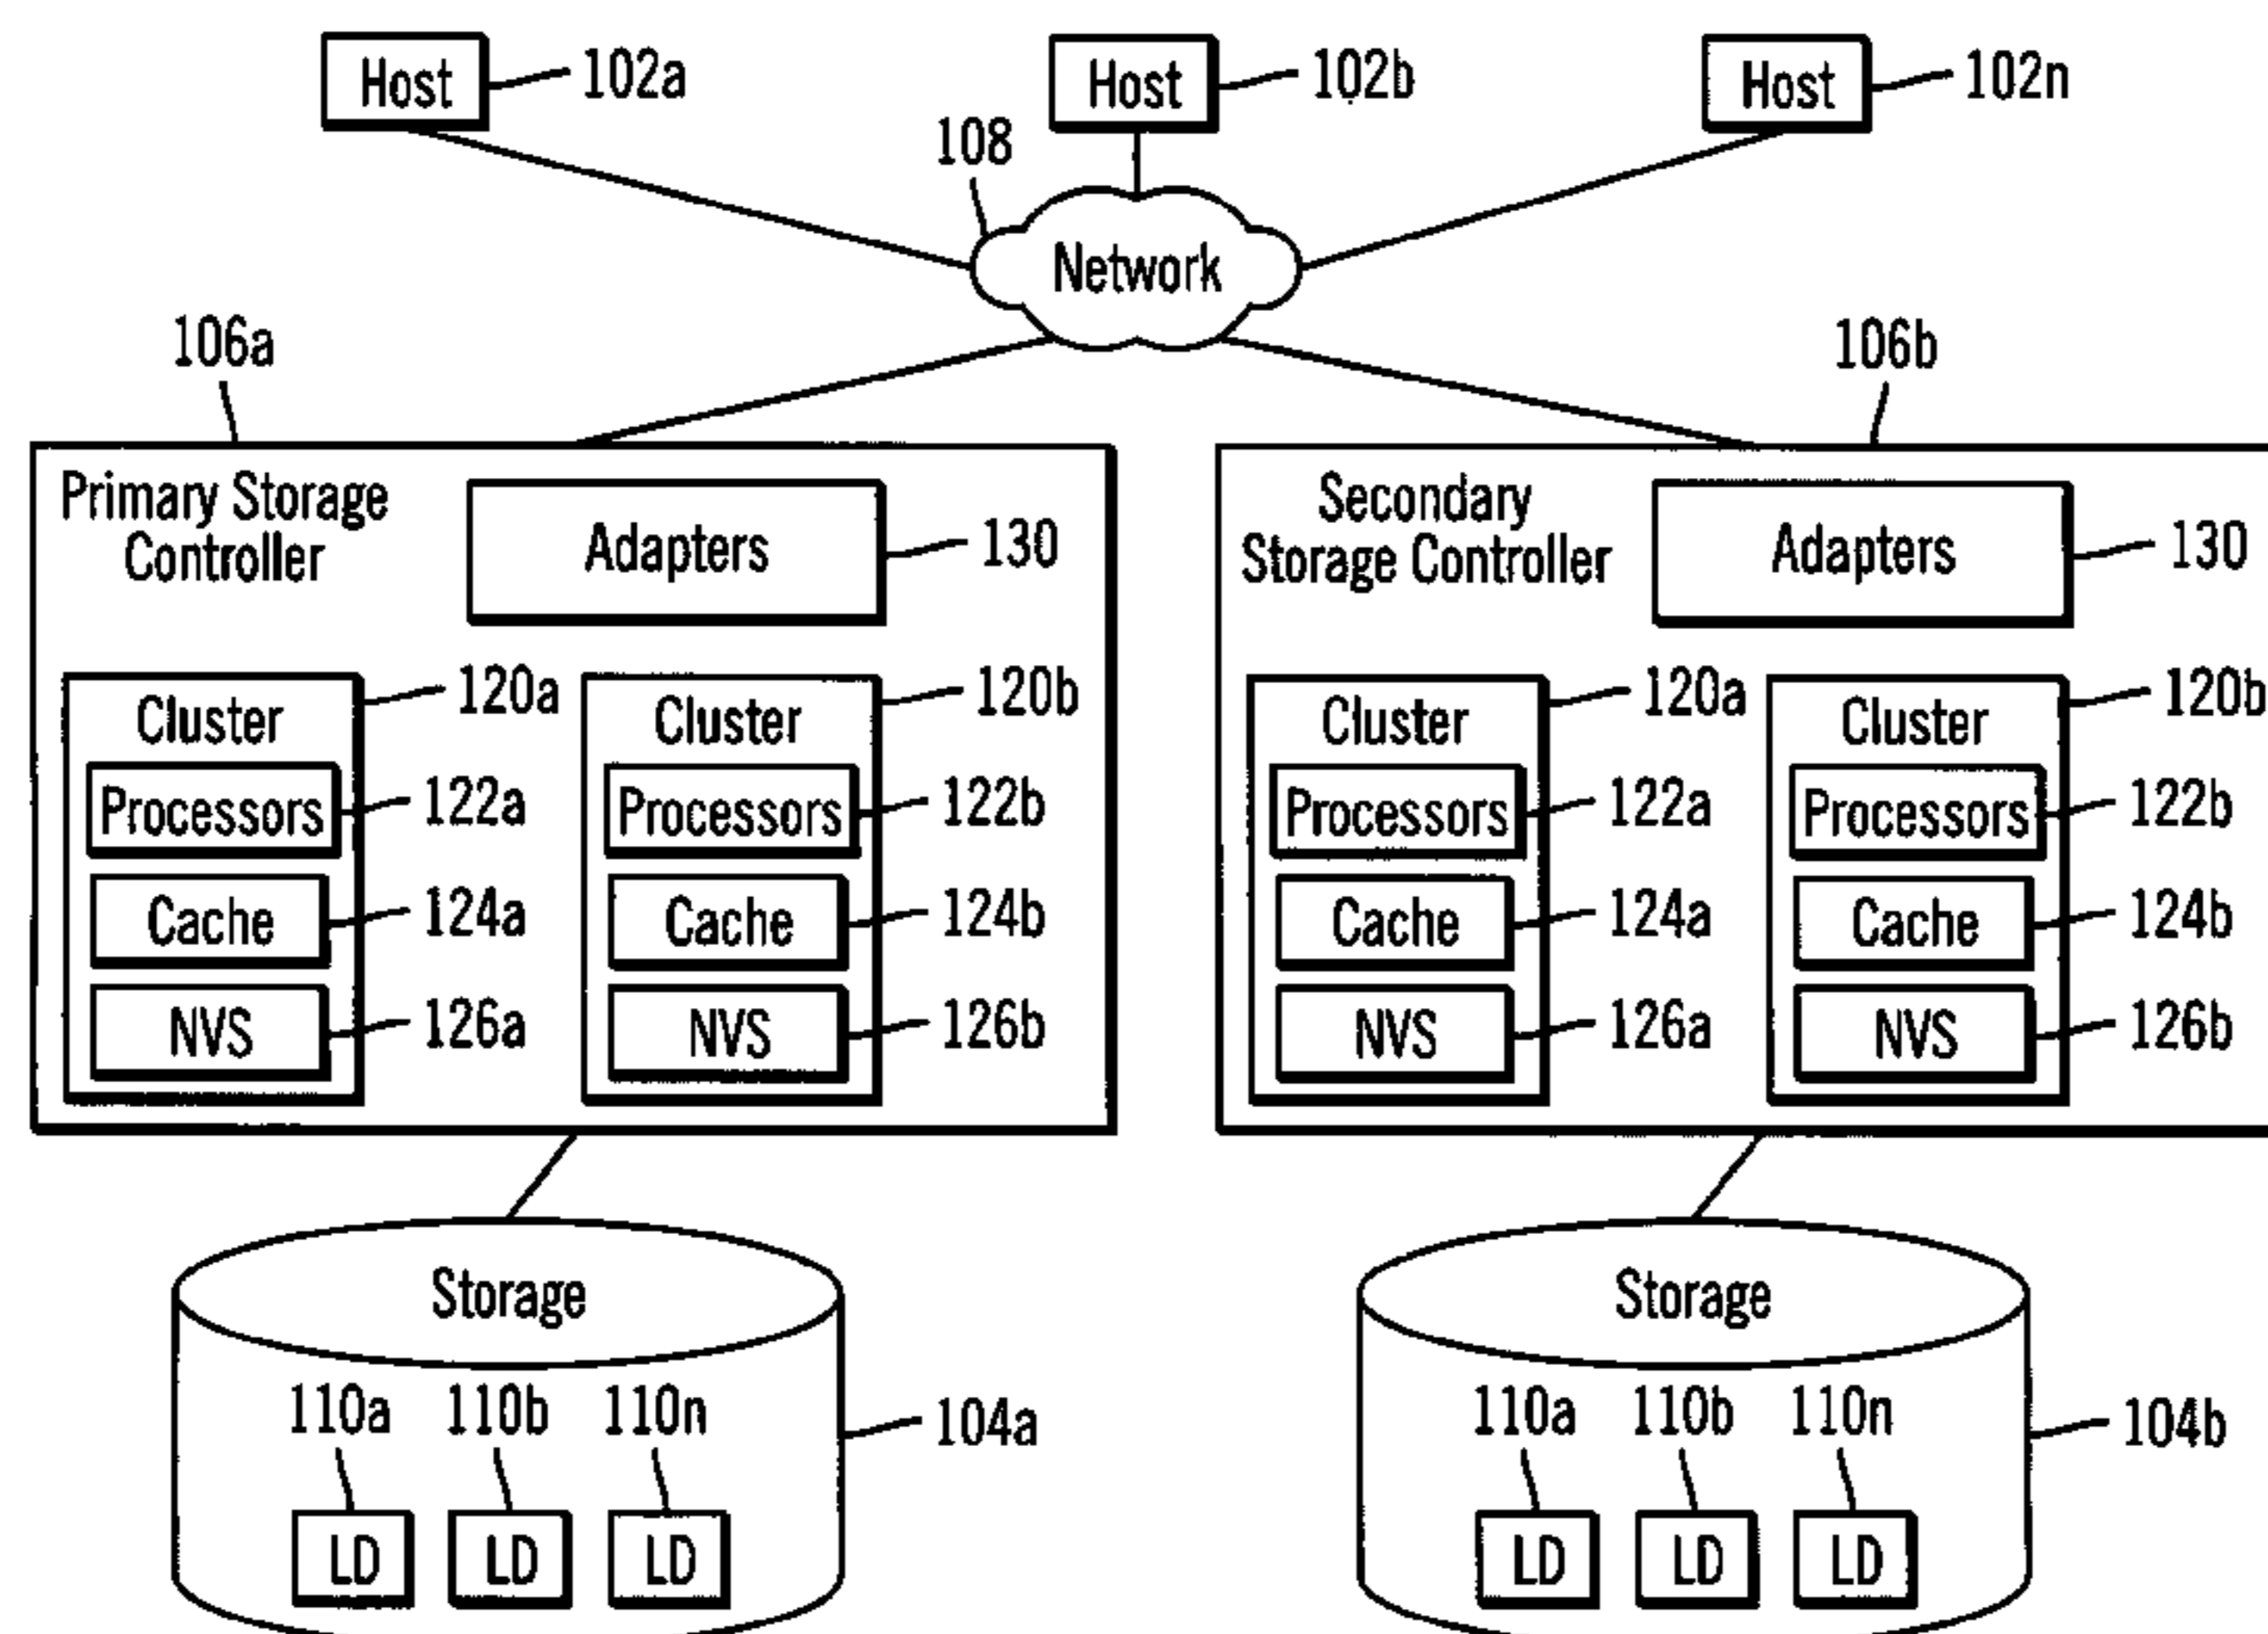 Host 102a Host 102b Host 102n
108
Network
106a 106b
Primary Storage
Controller
Adapters 130
Secondary
Storage Controller
Adapters 130
Cluster 120a Cluster 120b Cluster 120a Cluster 120b
Processors 122a Processors 122b Processors 122a Processors 122b
Cache 124a Cache 124b Cache 124a Cache 124b
NVS 126a NVS 126b NVS 126a NVS 126b
Storage Storage
110a 110b 110n 104a 110a 110b 110n 104b
LD LD LD LD LD LD